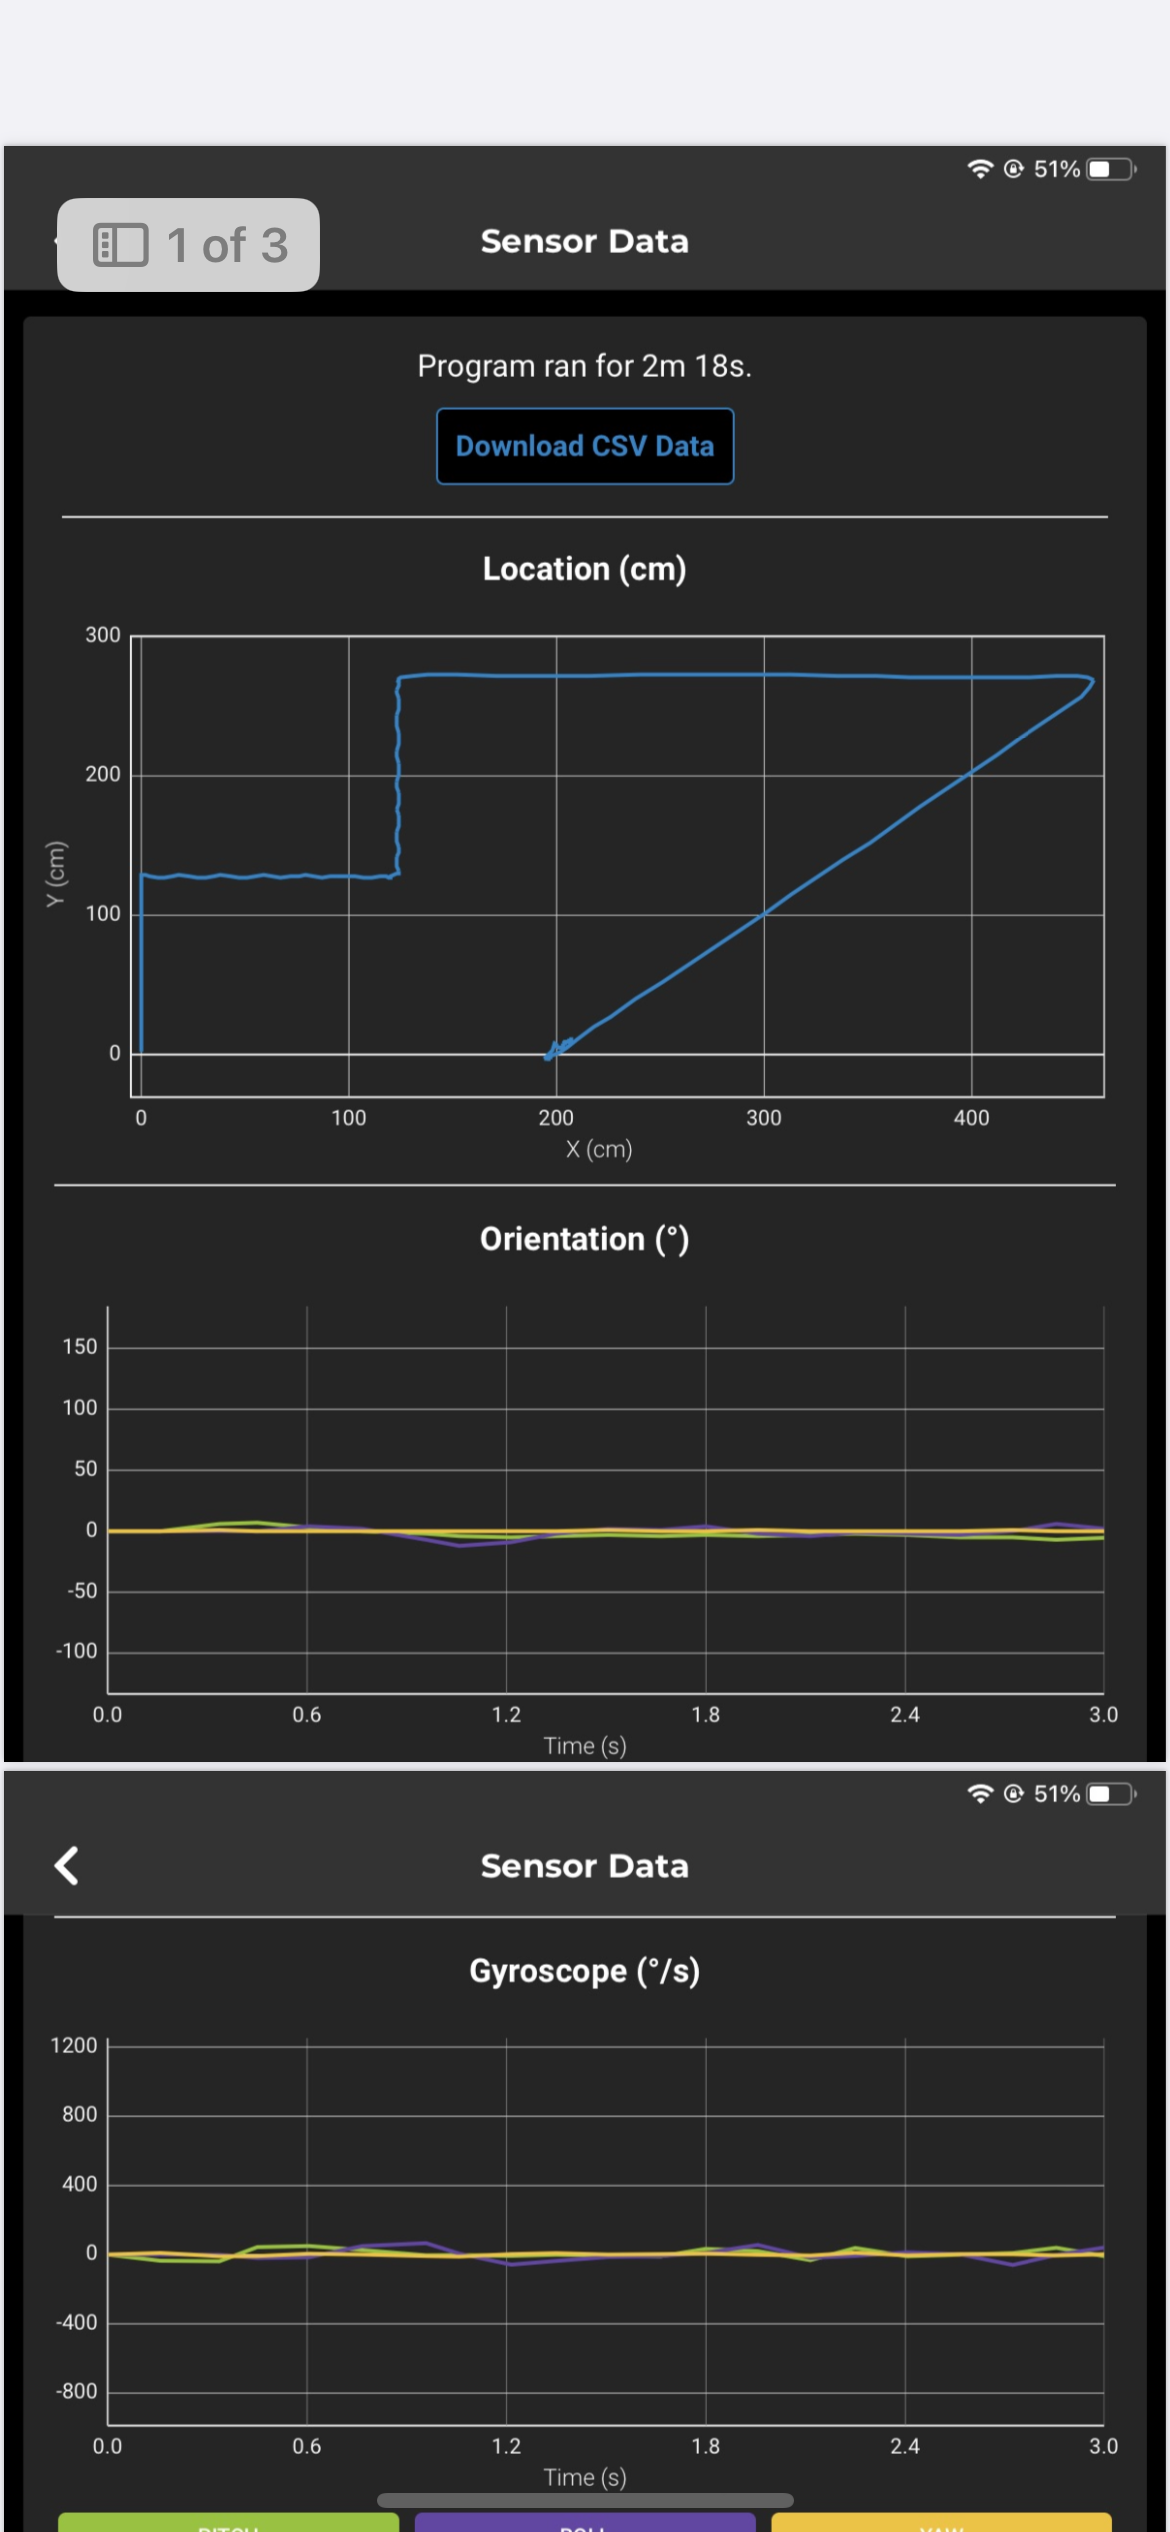 51%
1 of 3
Sensor Data
Program ran for 2m 18s.
Download CSV Data
Location (cm)
300
200
100
0
Y (cm)
0 100 200 300 400
X (cm)
Orientation (°)
150
100
50
0
-50
-100
0.0 0.6 1.2 1.8 2.4 3.0
Time (s)
51%
Sensor Data
Gyroscope (°/s)
1200
800
400
0
-400
-800
0.0 0.6 1.2 1.8 2.4 3.0
Time (s)
PITCH ROLL YAW